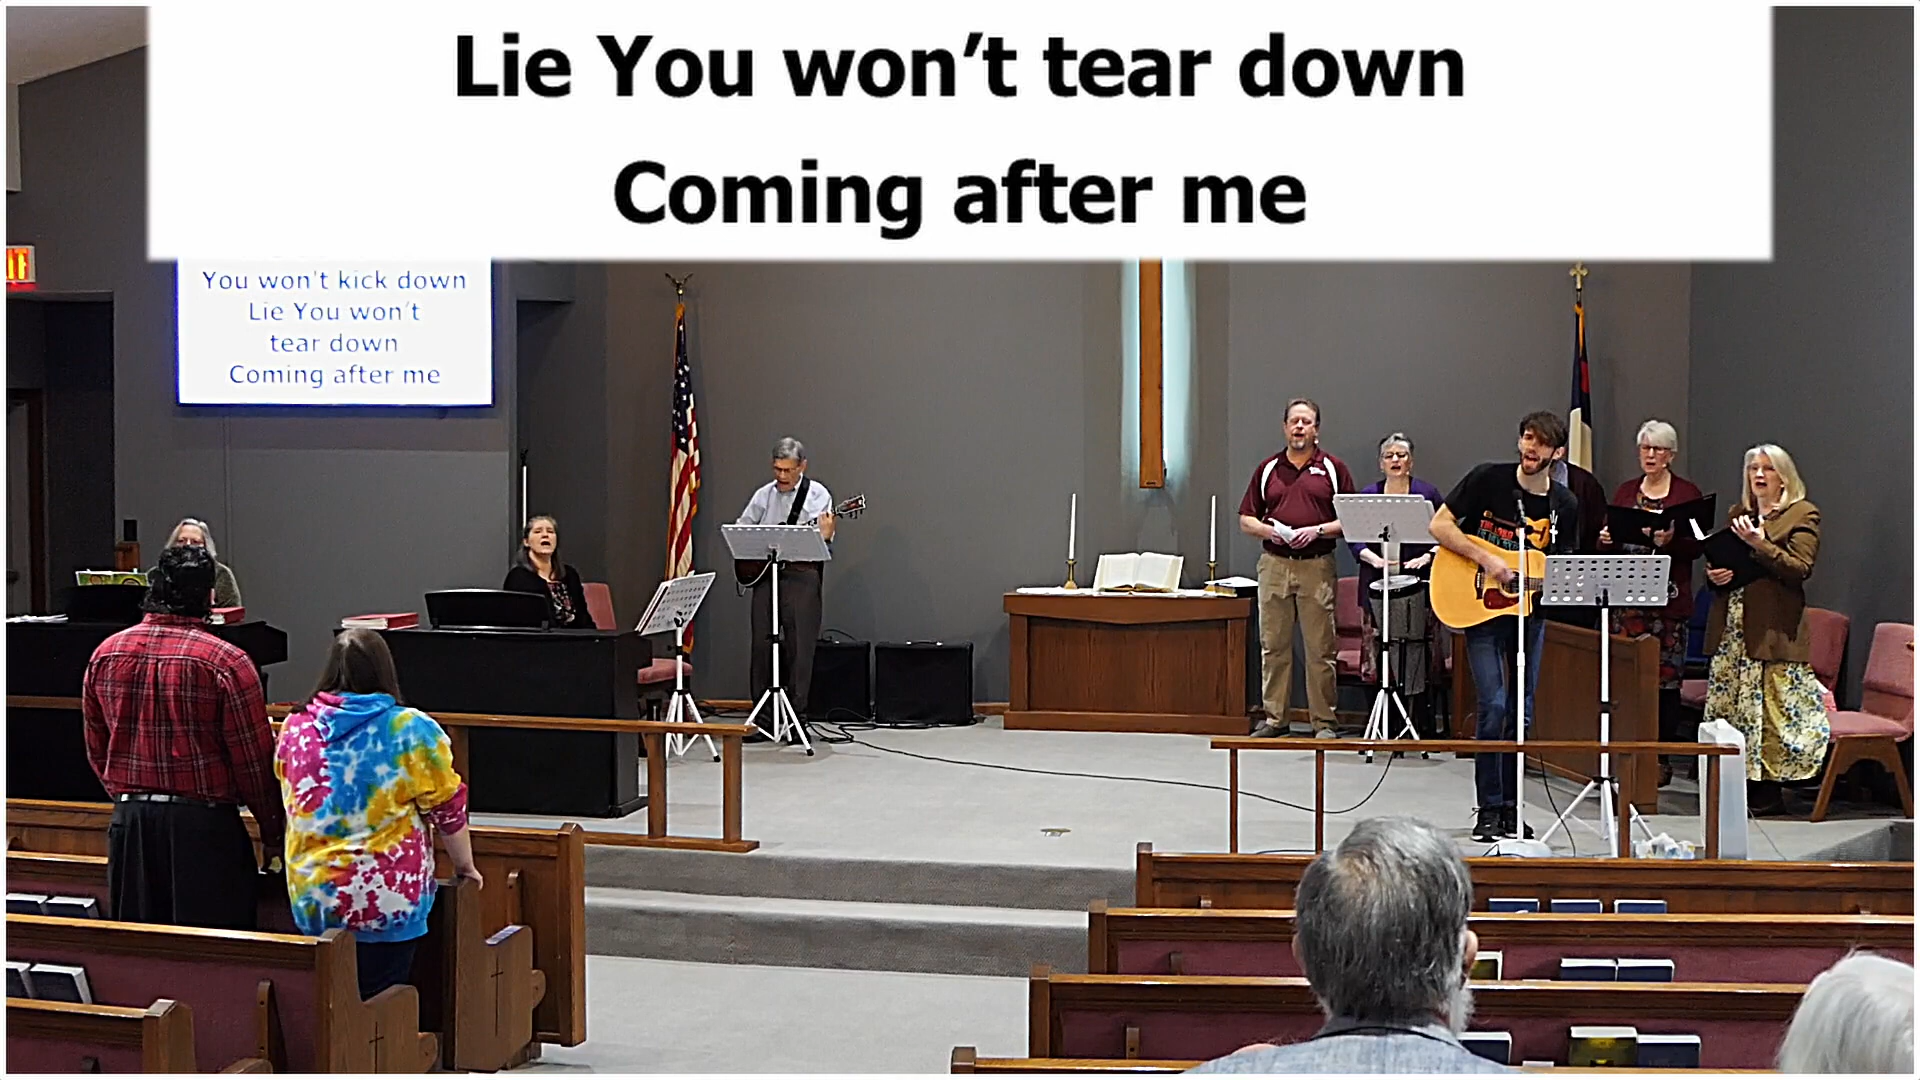 Lie You won’t tear down
Coming after me
IT
You won't kick down
Lie You won’t
tear down
Coming after me